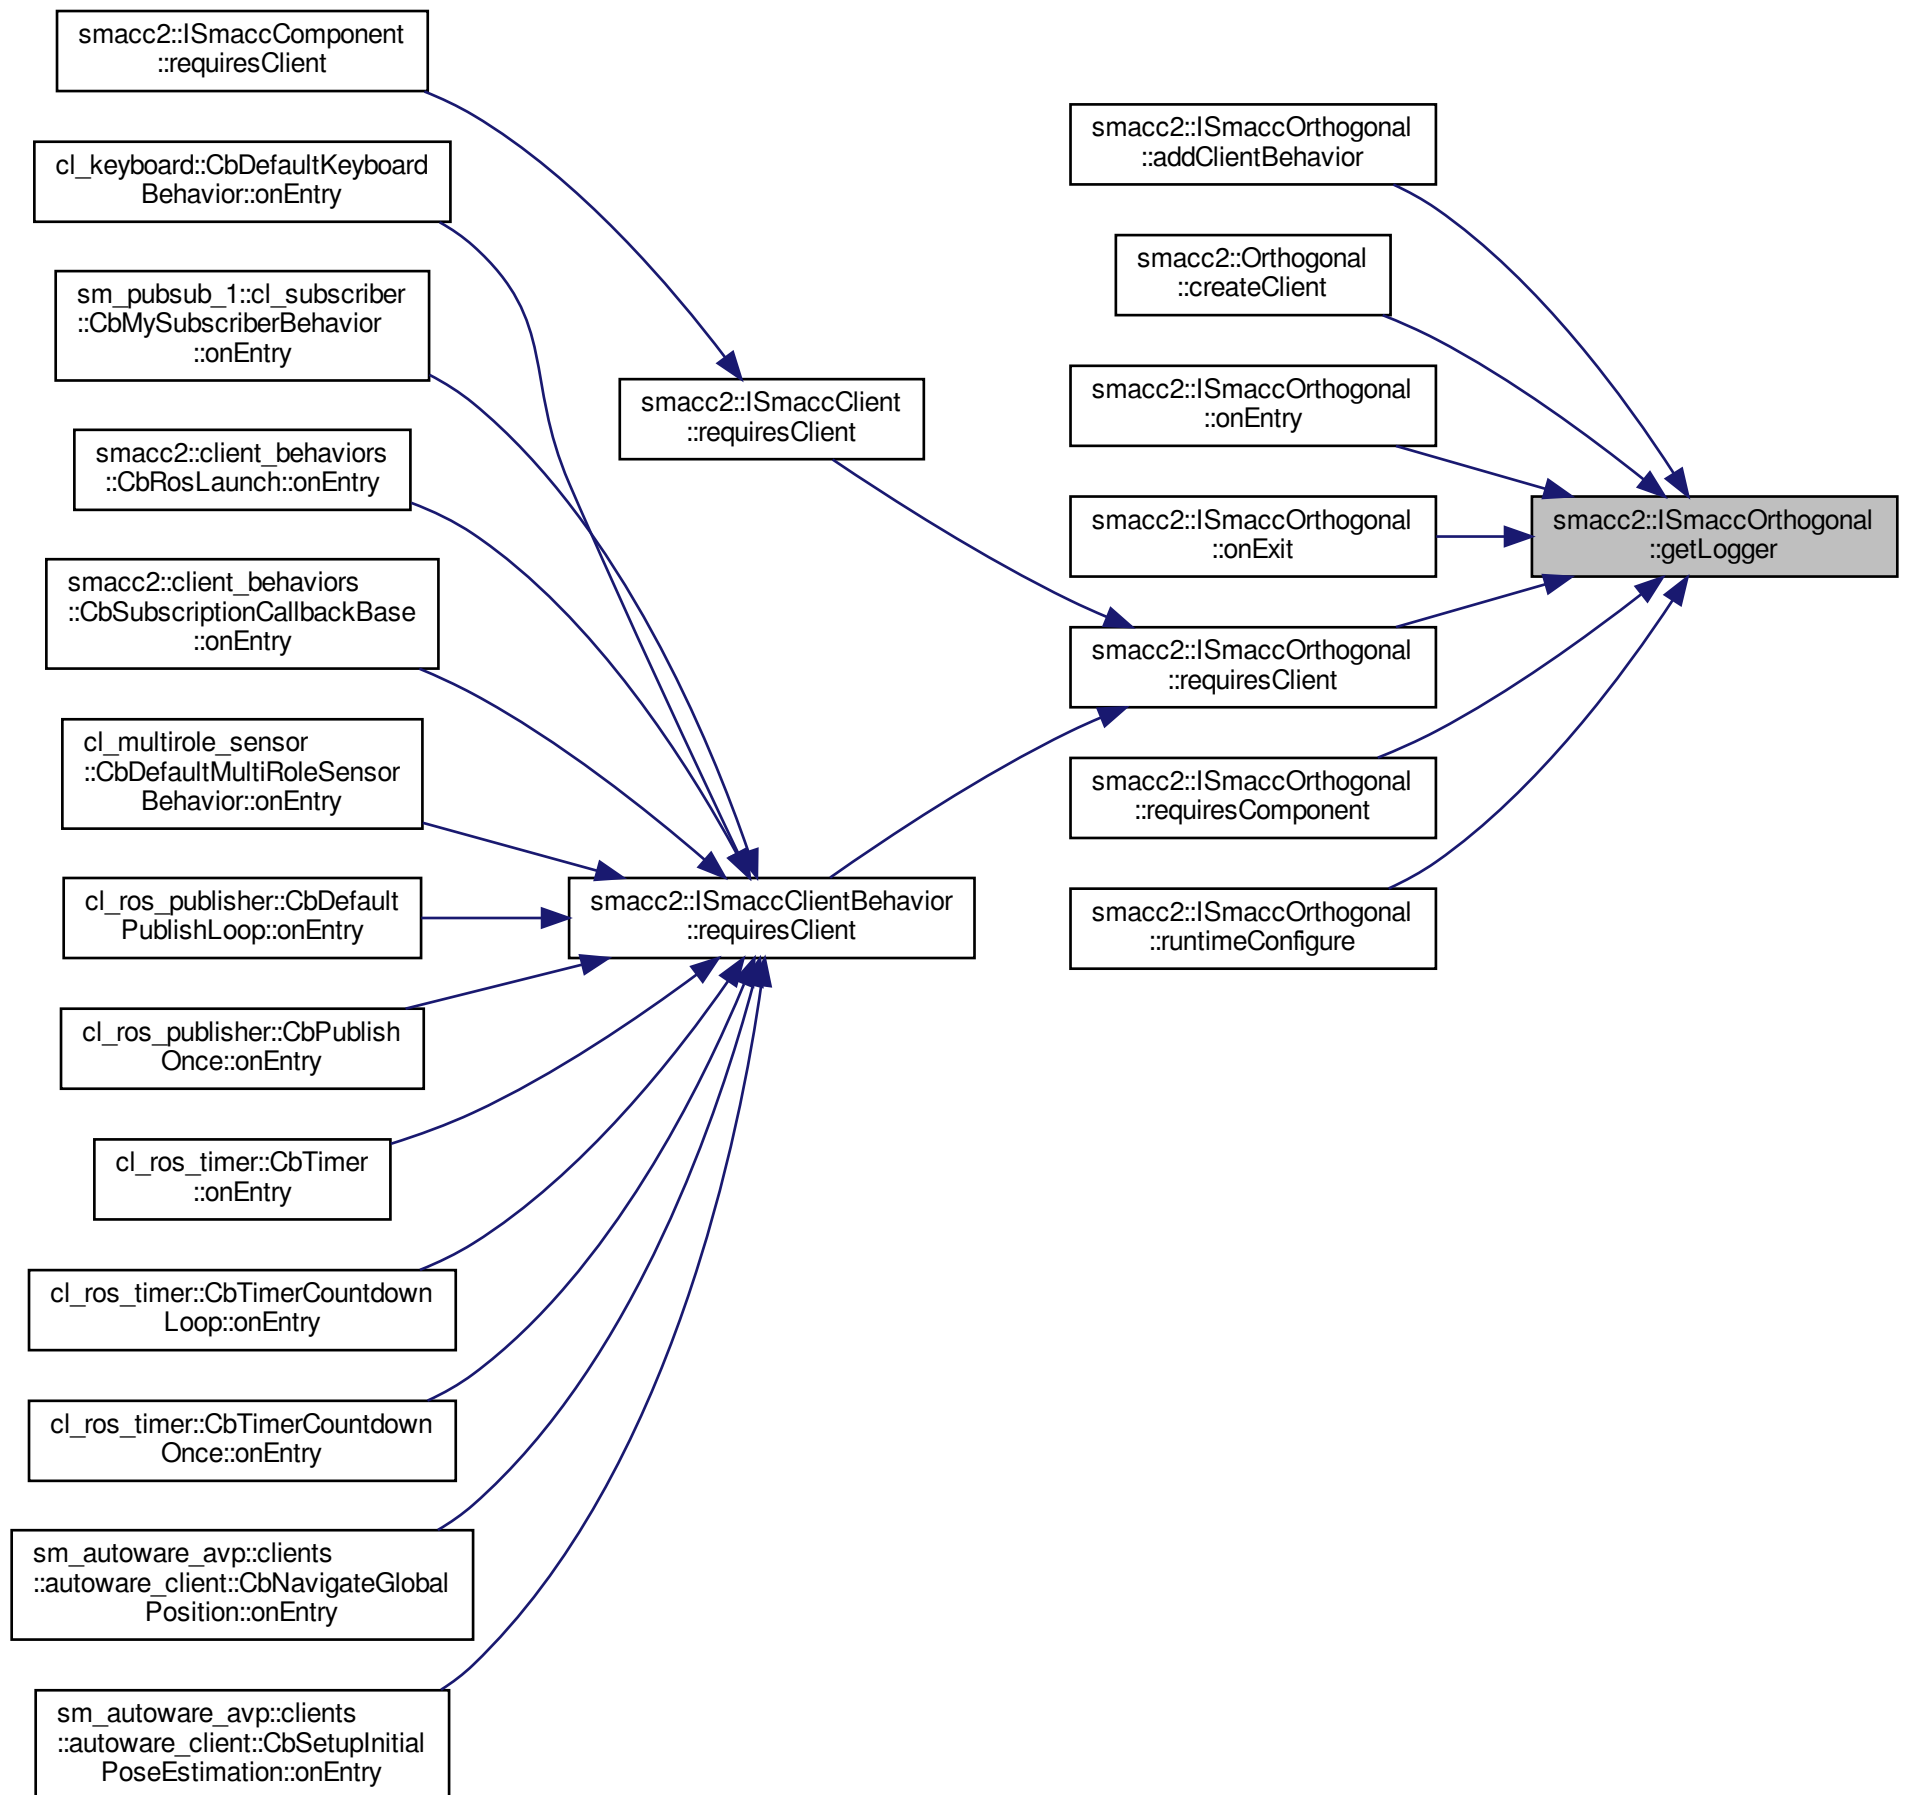 smacc2::ISmaccComponent
::requiresClient
cl_keyboard::CbDefaultKeyboard
Behavior::onEntry
sm_pubsub_1::cl_subscriber
::CbMySubscriberBehavior
::onEntry
smacc2::client_behaviors
::CbRosLaunch::onEntry
smacc2::client_behaviors
::CbSubscriptionCallbackBase
::onEntry
cl_multirole_sensor
::CbDefaultMultiRoleSensor
Behavior::onEntry
cl_ros_publisher::CbDefault
PublishLoop::onEntry
cl_ros_publisher::CbPublish
Once::onEntry
cl_ros_timer::CbTimer
::onEntry
cl_ros_timer::CbTimerCountdown
Loop::onEntry
cl_ros_timer::CbTimerCountdown
Once::onEntry
sm_autoware_avp::clients
::autoware_client::CbNavigateGlobal
Position::onEntry
sm_autoware_avp::clients
::autoware_client::CbSetupInitial
PoseEstimation::onEntry
smacc2::ISmaccClient
::requiresClient
smacc2::ISmaccClientBehavior
::requiresClient
smacc2::ISmaccOrthogonal
::addClientBehavior
smacc2::Orthogonal
::createClient
smacc2::ISmaccOrthogonal
::onEntry
smacc2::ISmaccOrthogonal
::onExit
smacc2::ISmaccOrthogonal
::requiresClient
smacc2::ISmaccOrthogonal
::requiresComponent
smacc2::ISmaccOrthogonal
::runtimeConfigure
smacc2::ISmaccOrthogonal
::getLogger